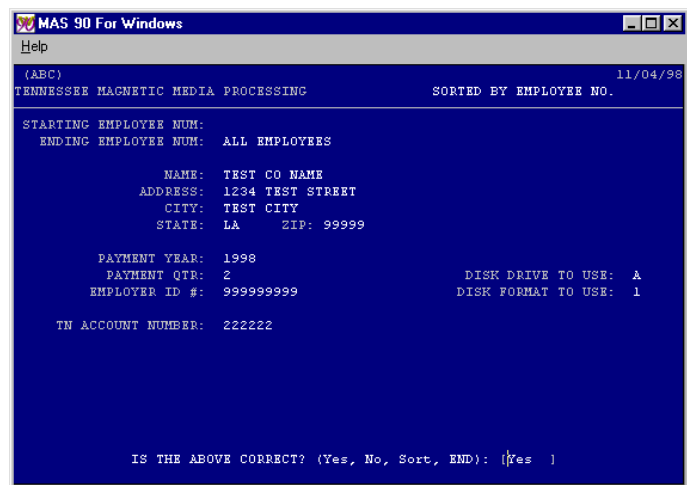 MAS 90 For Windows
Help
(ABC) 11/04/98
TENNESSEE MAGNETIC MEDIA PROCESSING SORTED BY EMPLOYEE NO.
STARTING EMPLOYEE NUM:
ENDING EMPLOYEE NUM: ALL EMPLOYEES
NAME: TEST CO NAME
ADDRESS: 1234 TEST STREET
CITY: TEST CITY
STATE: LA ZIP: 99999
PAYMENT YEAR: 1998
PAYMENT QTR: 2 DISK DRIVE TO USE: A
EMPLOYER ID #: 999999999 DISK FORMAT TO USE: 1
TN ACCOUNT NUMBER: 222222
IS THE ABOVE CORRECT? (Yes, No, Sort, END): [Yes ]